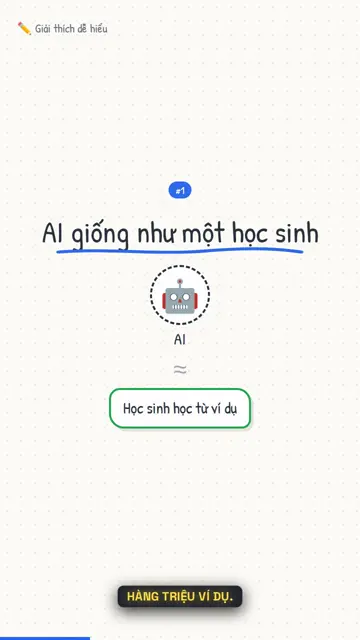 Giải thích dễ hiểu
#1
AI giống như một học sinh
AI
≈
Học sinh học từ ví dụ
HÀNG TRIỆU VÍ DỤ.